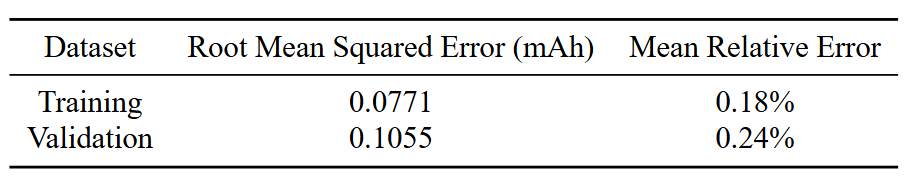 Dataset Root Mean Squared Error (mAh) Mean Relative Error
Training 0.0771 0.18%
Validation 0.1055 0.24%